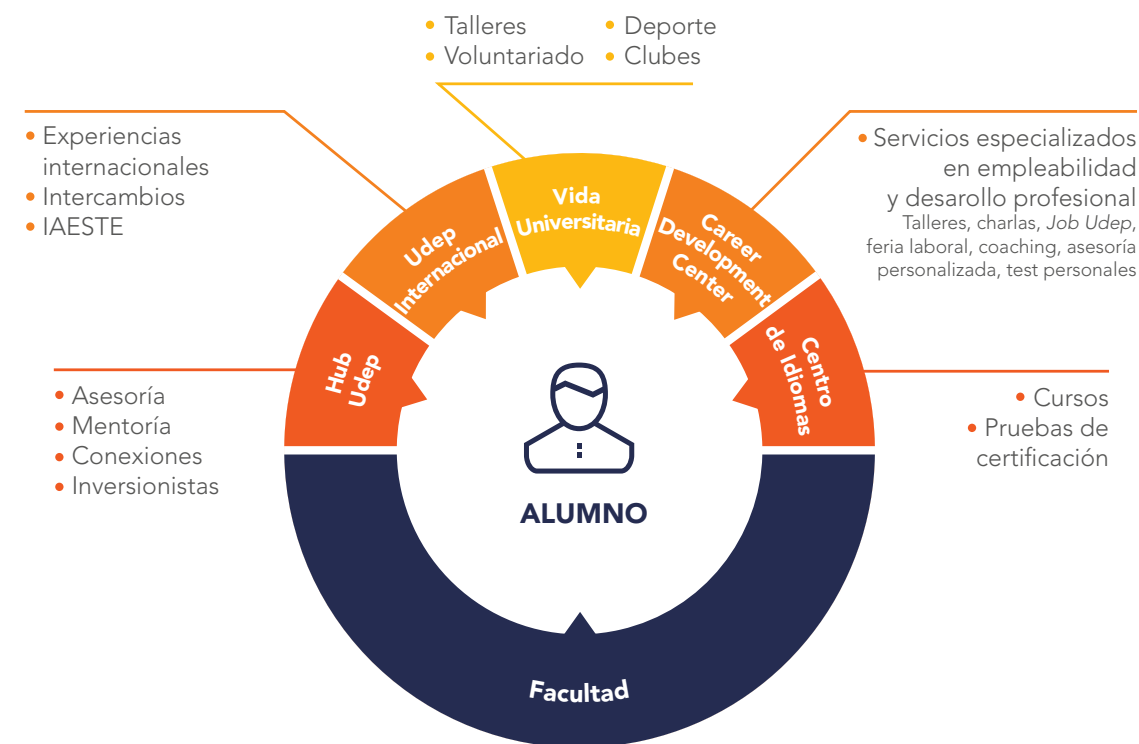 • Talleres
• Voluntariado
• Deporte
• Clubes
• Experiencias
internacionales
• Intercambios
• IAESTE
• Servicios especializados
en empleabilidad
y desarollo profesional
Talleres, charlas, Job Udep,
feria laboral, coaching, asesoría
personalizada, test personales
Vida
Universitaria
Udep
Internacional
Career
Development
Center
Hub
Udep
Centro
de Idiomas
• Asesoría
• Mentoría
• Conexiones
• Inversionistas
• Cursos
• Pruebas de
certificación
ALUMNO
Facultad